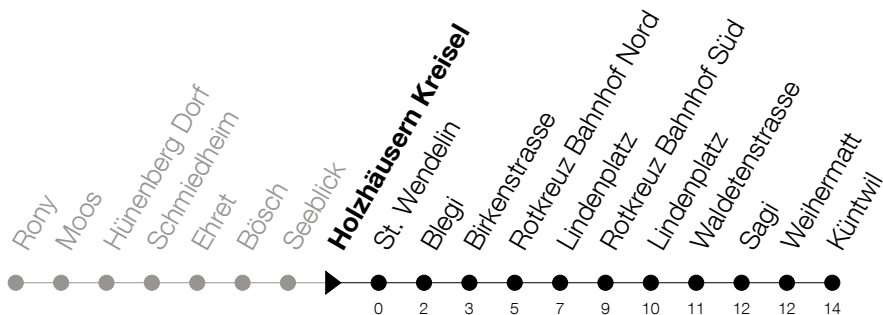 Rony
Moos
Hünenberg Dorf
Schmiedheim
Ehret
Bösch
Seeblick
Holzhäusern Kreisel
St. Wendelin
Blegi
Birkenstrasse
Rotkreuz Bahnhof Nord
Lindenplatz
Rotkreuz Bahnhof Süd
Lindenplatz
Waldetenstrasse
Sagi
Weihermatt
Küntwil
0 2 3 5 7 9 10 11 12 12 14